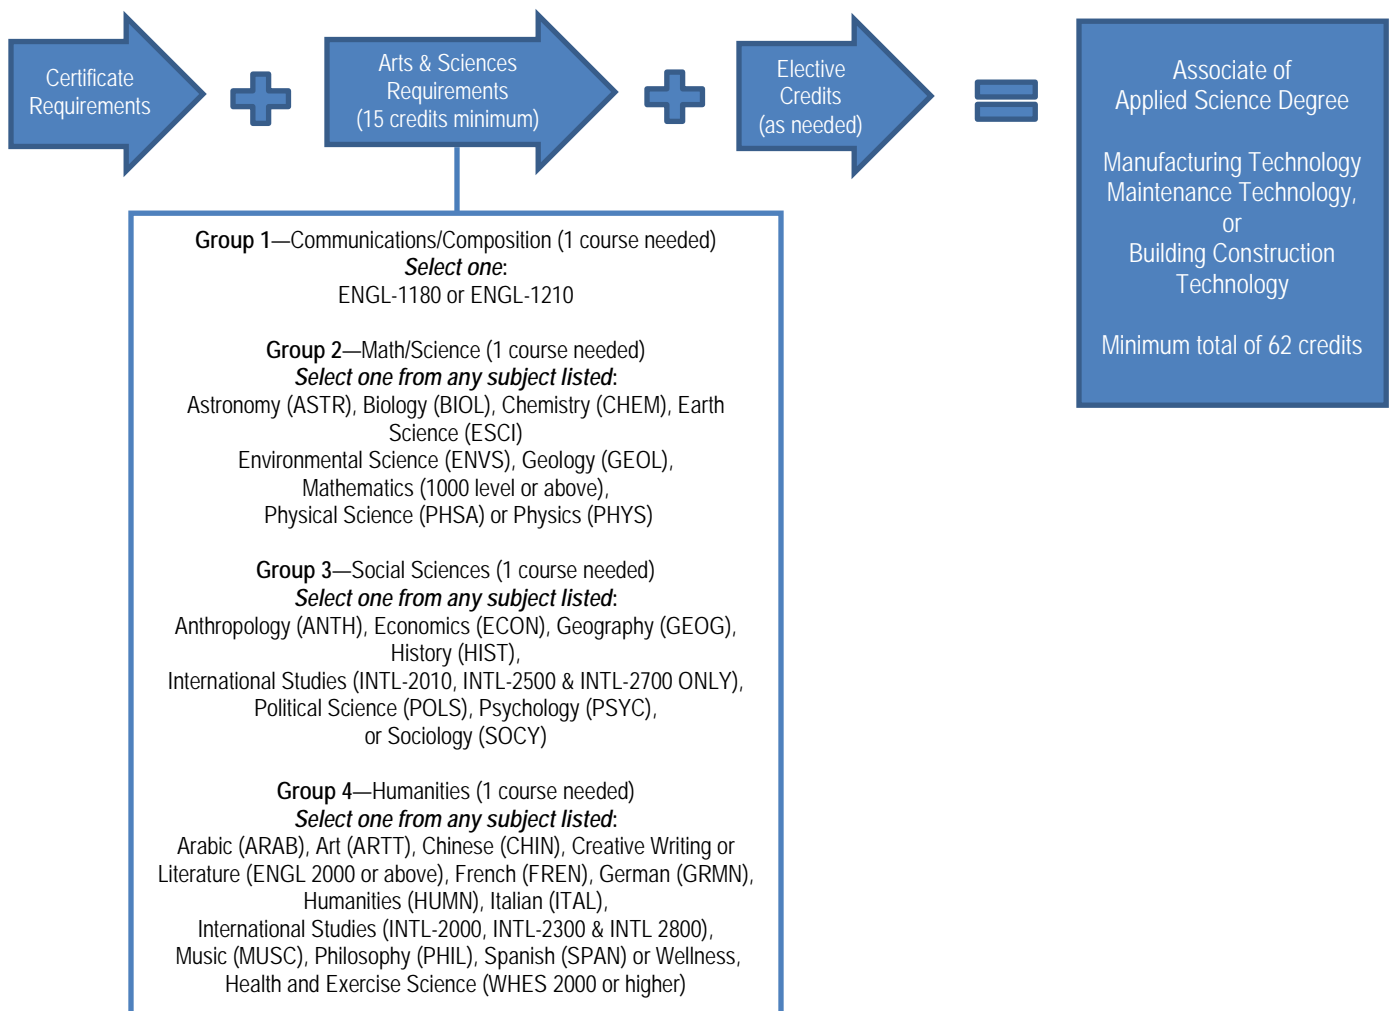 Certificate
Requirements
Arts & Sciences
Requirements
(15 credits minimum)
Elective
Credits
(as needed)
Associate of
Applied Science Degree
Manufacturing Technology
Maintenance Technology,
or
Building Construction
Technology
Minimum total of 62 credits
Group 1—Communications/Composition (1 course needed)
Select one:
ENGL-1180 or ENGL-1210
Group 2—Math/Science (1 course needed)
Select one from any subject listed:
Astronomy (ASTR), Biology (BIOL), Chemistry (CHEM), Earth
Science (ESCI)
Environmental Science (ENVS), Geology (GEOL),
Mathematics (1000 level or above),
Physical Science (PHSA) or Physics (PHYS)
Group 3—Social Sciences (1 course needed)
Select one from any subject listed:
Anthropology (ANTH), Economics (ECON), Geography (GEOG),
History (HIST),
International Studies (INTL-2010, INTL-2500 & INTL-2700 ONLY),
Political Science (POLS), Psychology (PSYC),
or Sociology (SOCY)
Group 4—Humanities (1 course needed)
Select one from any subject listed:
Arabic (ARAB), Art (ARTT), Chinese (CHIN), Creative Writing or
Literature (ENGL 2000 or above), French (FREN), German (GRMN),
Humanities (HUMN), Italian (ITAL),
International Studies (INTL-2000, INTL-2300 & INTL 2800),
Music (MUSC), Philosophy (PHIL), Spanish (SPAN) or Wellness,
Health and Exercise Science (WHES 2000 or higher)